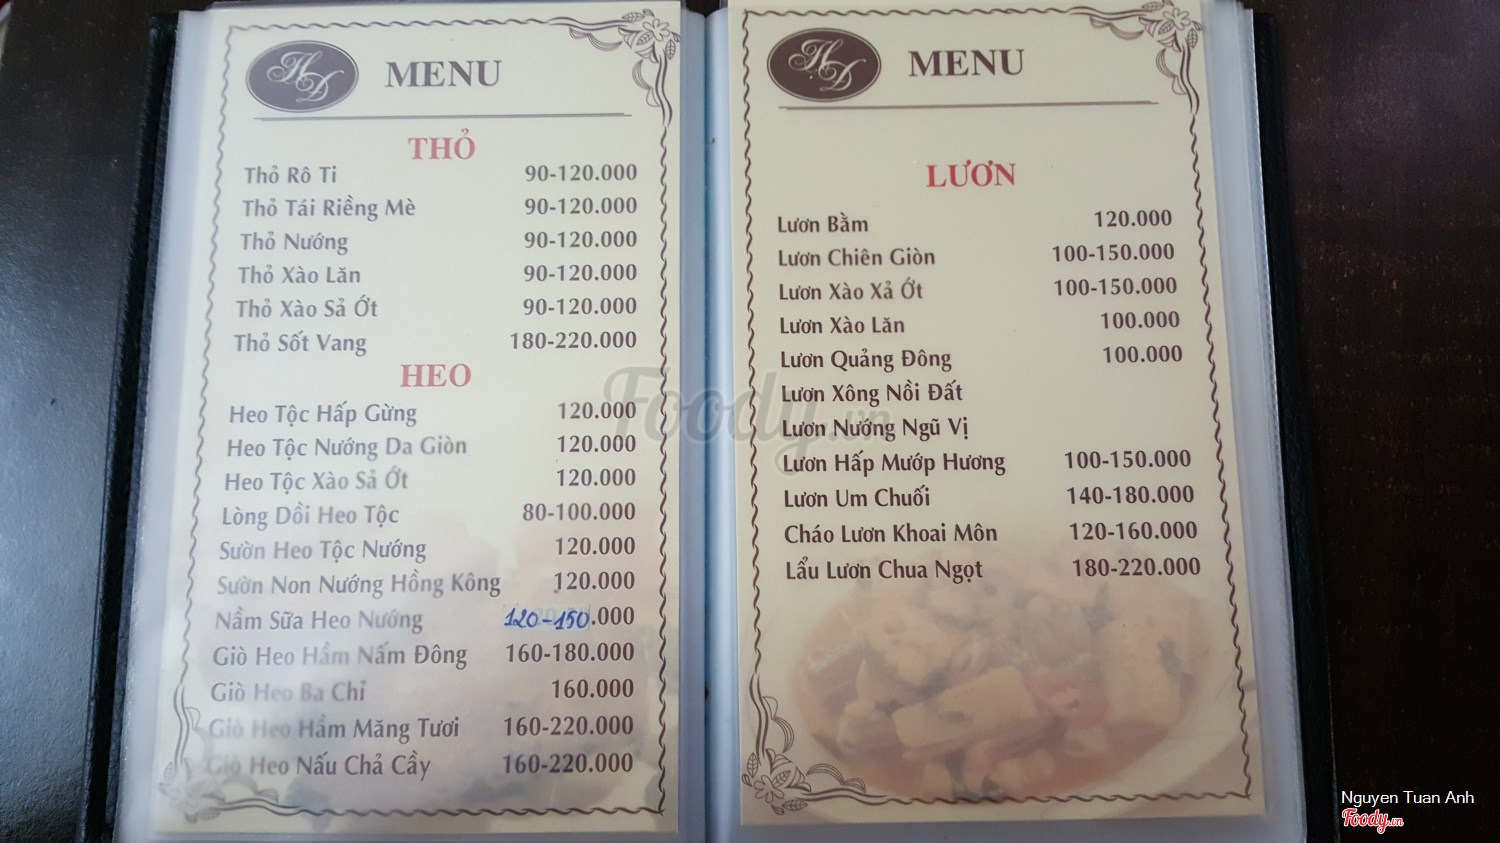 HD MENU
THỎ
Thỏ Rô Ti 90-120.000
Thỏ Tái Riềng Mè 90-120.000
Thỏ Nướng 90-120.000
Thỏ Xào Lăn 90-120.000
Thỏ Xào Sả Ớt 90-120.000
Thỏ Sốt Vang 180-220.000
HEO
Heo Tộc Hấp Gừng 120.000
Heo Tộc Nướng Da Giòn 120.000
Heo Tộc Xào Sả Ớt 120.000
Lòng Dồi Heo Tộc 80-100.000
Sườn Heo Tộc Nướng 120.000
Sườn Non Nướng Hồng Kông 120.000
Nầm Sữa Heo Nướng 120-150.000
Giò Heo Hầm Nấm Đông 160-180.000
Giò Heo Ba Chỉ 160.000
Giò Heo Hầm Măng Tươi 160-220.000
Giò Heo Nấu Chả Cầy 160-220.000
HD MENU
LƯƠN
Lươn Bằm 120.000
Lươn Chiên Giòn 100-150.000
Lươn Xào Xả Ớt 100-150.000
Lươn Xào Lăn 100.000
Lươn Quảng Đông 100.000
Lươn Xông Nồi Đất
Lươn Nướng Ngũ Vị
Lươn Hấp Mướp Hương 100-150.000
Lươn Um Chuối 140-180.000
Cháo Lươn Khoai Môn 120-160.000
Lẩu Lươn Chua Ngọt 180-220.000
Foody.vn
Nguyen Tuan Anh
Foody.vn